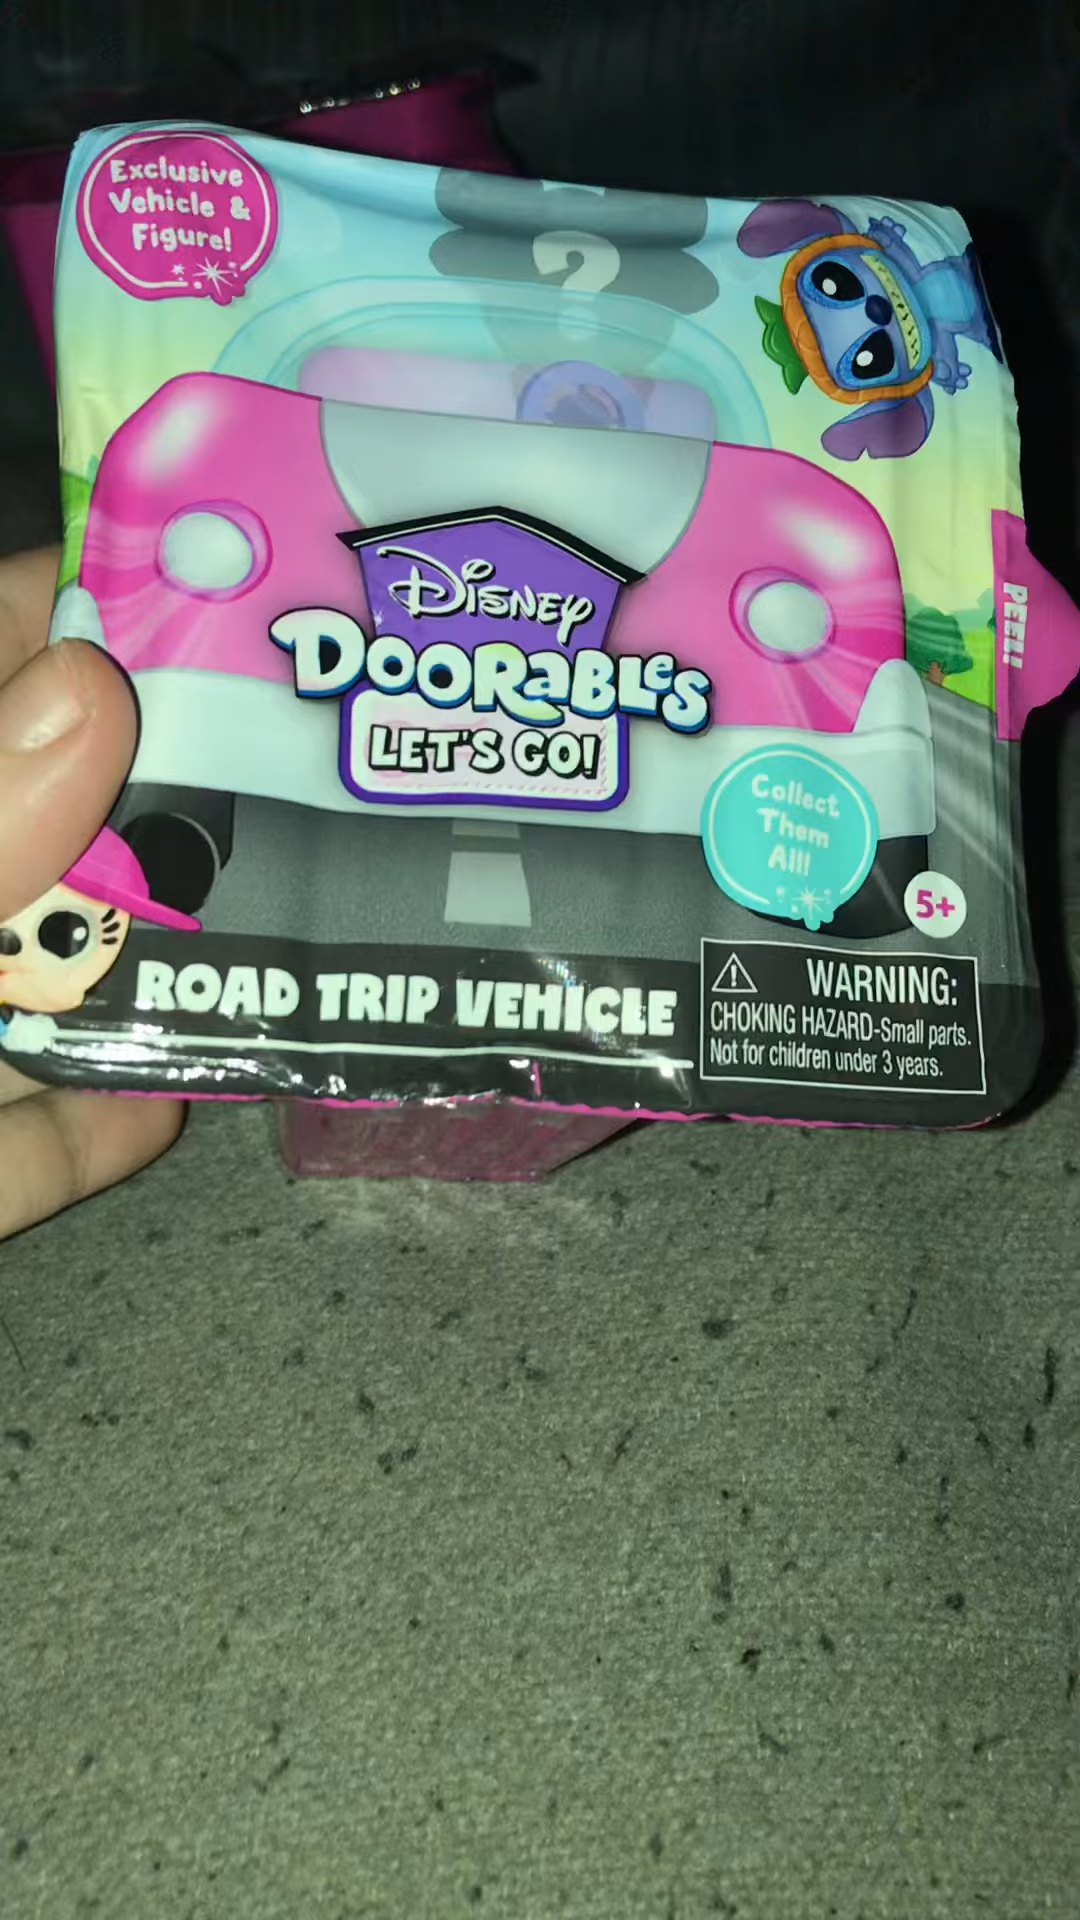 Exclusive
Vehicle &
Figure!
?
PEEL!
Disney
Doorables
LET'S GO!
Collect
Them
All!
5+
ROAD TRIP VEHICLE
WARNING:
CHOKING HAZARD-Small parts.
Not for children under 3 years.